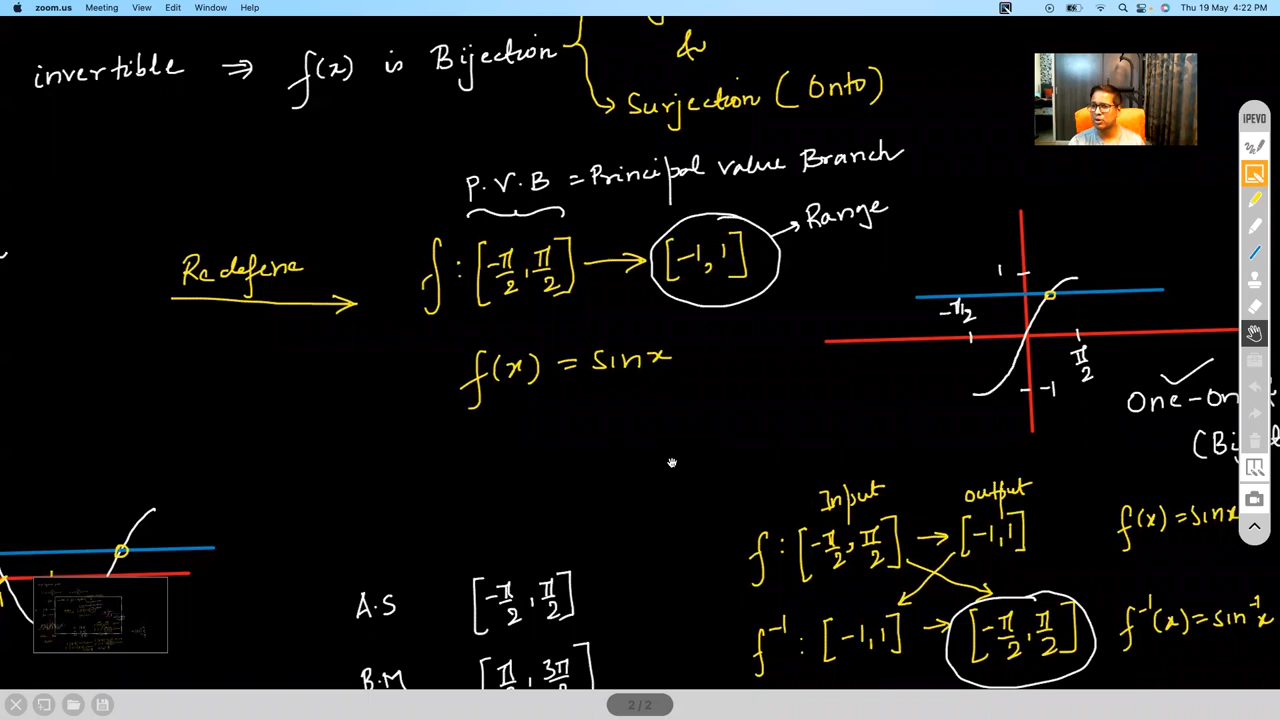 zoom.us Meeting View Edit Window Help Thu 19 May 4:22 PM
&
invertible ⇒ f(x) is Bijection
Surjection (Onto)
IPEVO
P.V.B = Principal value Branch
Range
Redefine
f : [-π/2, π/2] → [-1, 1]
1
-π/2
π/2
-1
f(x) = sin x
One-On
(Bij
Input Output
f : [-π/2, π/2] → [-1, 1] f(x) = sin x
A.S [-π/2, π/2]
f⁻¹ : [-1, 1] → [-π/2, π/2] f⁻¹(x) = sin⁻¹x
B.M [π/2, 3π/2]
2 / 2